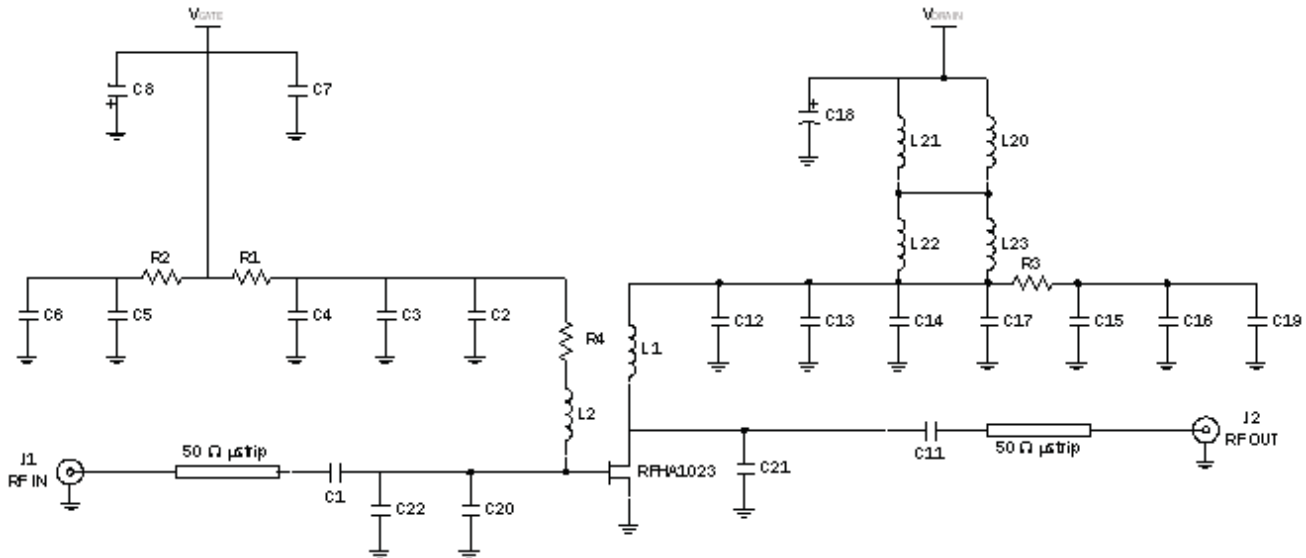 VGATE
VDRAIN
C8
C7
C18
L21
L20
L22
L23
R2
R1
R3
C6
C5
C4
C3
C2
R4
L1
C12
C13
C14
C17
C15
C16
C19
L2
J1
RF IN
50 Ω µstrip
C1
C22
C20
RFHA1023
C21
C11
50 Ω µstrip
J2
RF OUT